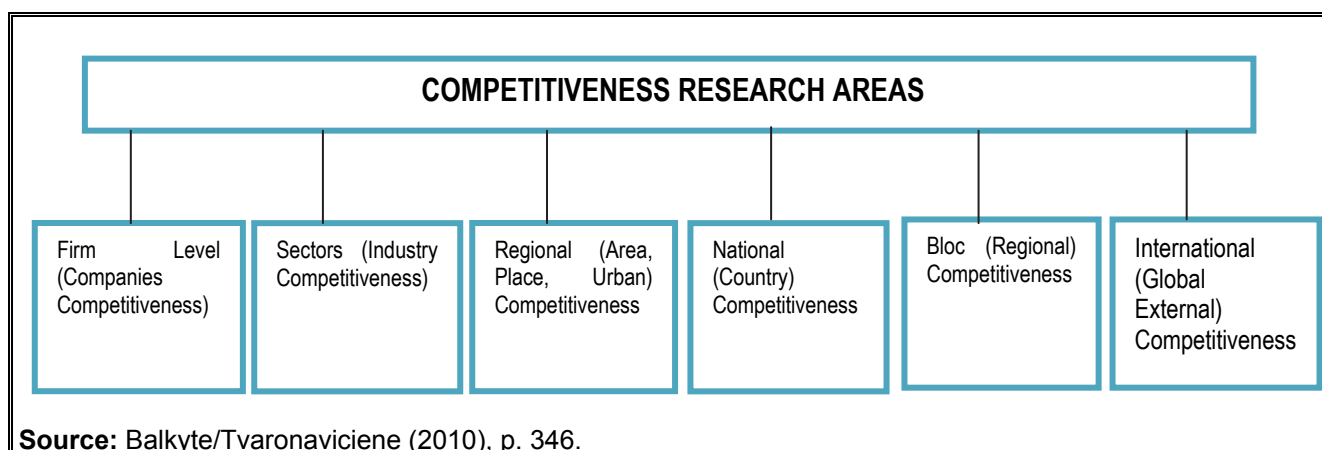 COMPETITIVENESS RESEARCH AREAS
Firm Level
(Companies
Competitiveness)
Sectors (Industry
Competitiveness)
Regional (Area,
Place, Urban)
Competitiveness
National
(Country)
Competitiveness
Bloc (Regional)
Competitiveness
International
(Global
External)
Competitiveness
Source: Balkyte/Tvaronaviciene (2010), p. 346.